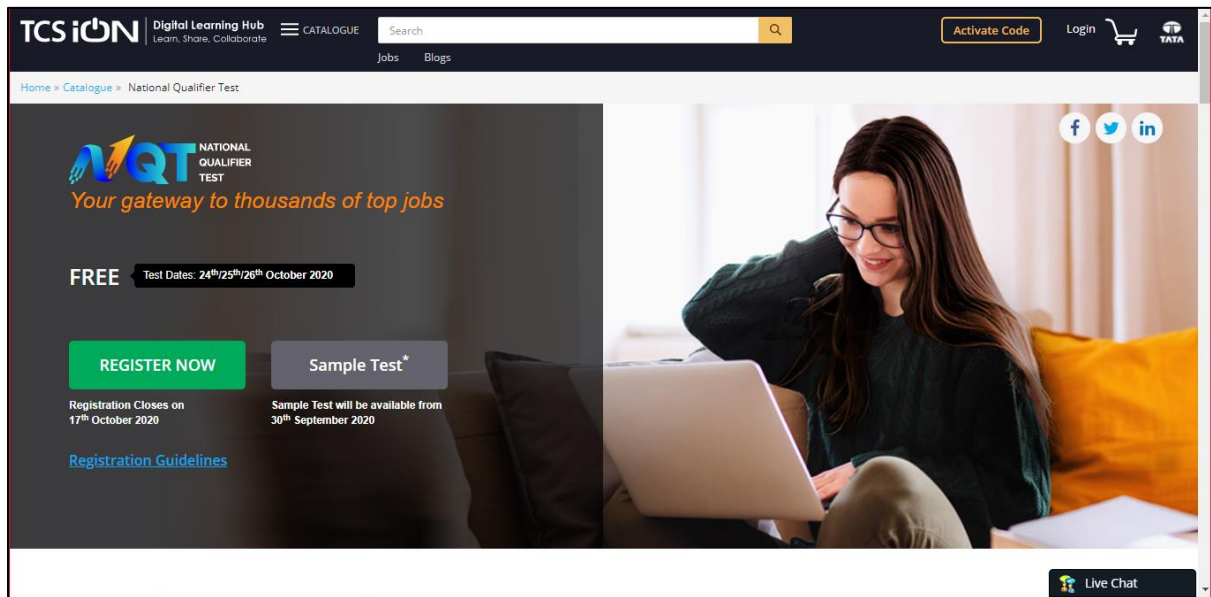 TCS iON Digital Learning Hub
Learn, Share, Collaborate
CATALOGUE
Search
Activate Code
Login
TATA
Jobs Blogs
Home » Catalogue » National Qualifier Test
NQT NATIONAL
QUALIFIER
TEST
Your gateway to thousands of top jobs
f in
FREE Test Dates: 24th/25th/26th October 2020
REGISTER NOW
Sample Test*
Registration Closes on
17th October 2020
Sample Test will be available from
30th September 2020
Registration Guidelines
Live Chat